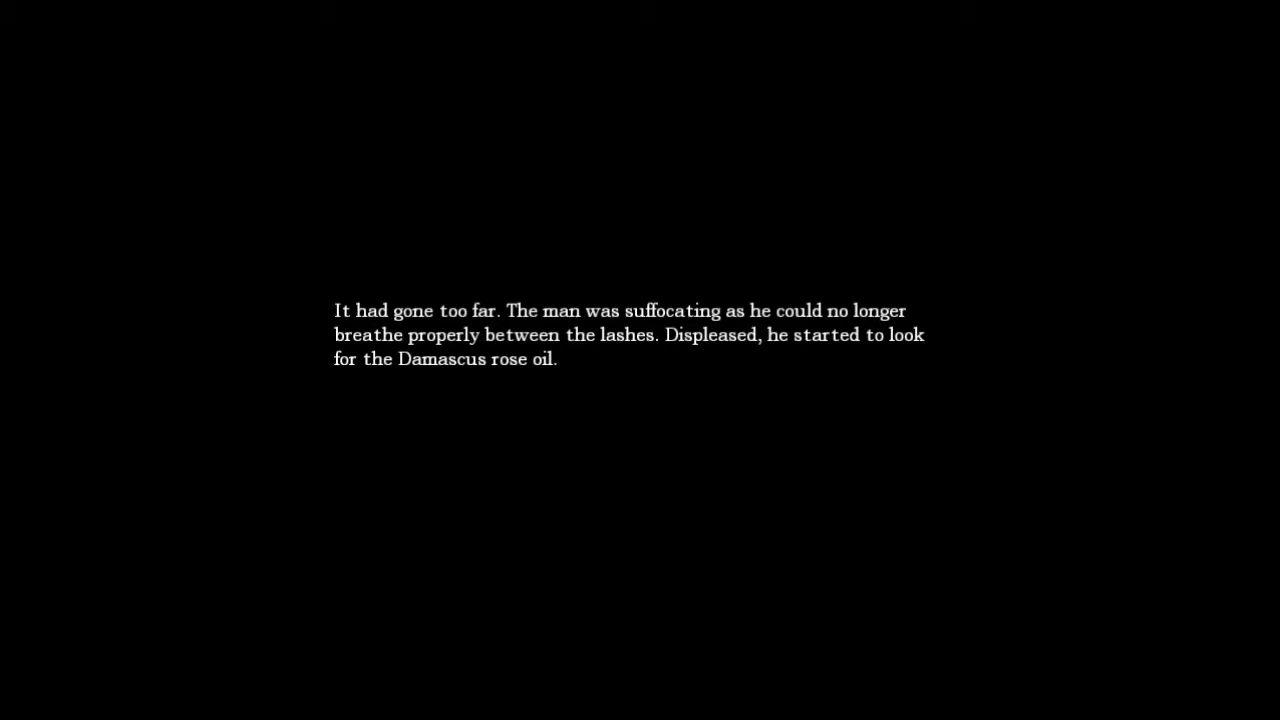 It had gone too far. The man was suffocating as he could no longer
breathe properly between the lashes. Displeased, he started to look
for the Damascus rose oil.